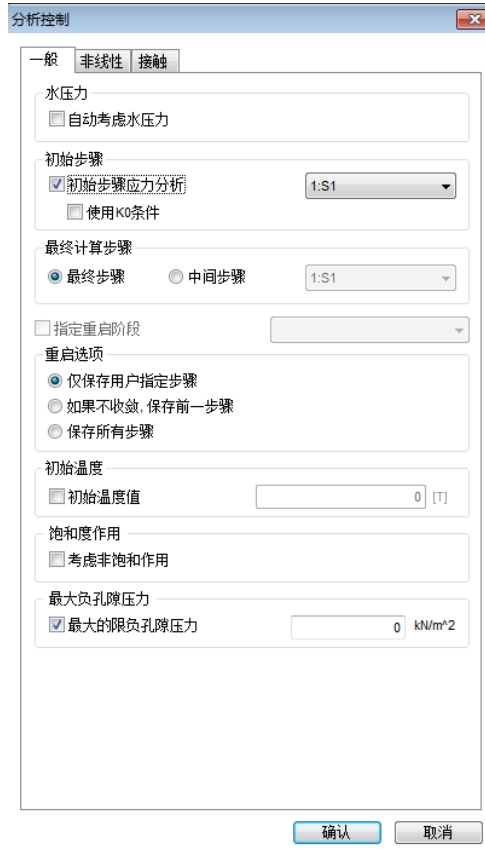 分析控制
一般 非线性 接触
水压力
自动考虑水压力
初始步骤
初始步骤应力分析 1:S1
使用K0条件
最终计算步骤
最终步骤 中间步骤 1:S1
指定重启阶段
重启选项
仅保存用户指定步骤
如果不收敛, 保存前一步骤
保存所有步骤
初始温度
初始温度值 0 [T]
饱和度作用
考虑非饱和作用
最大负孔隙压力
最大的限负孔隙压力 0 kN/m^2
确认 取消